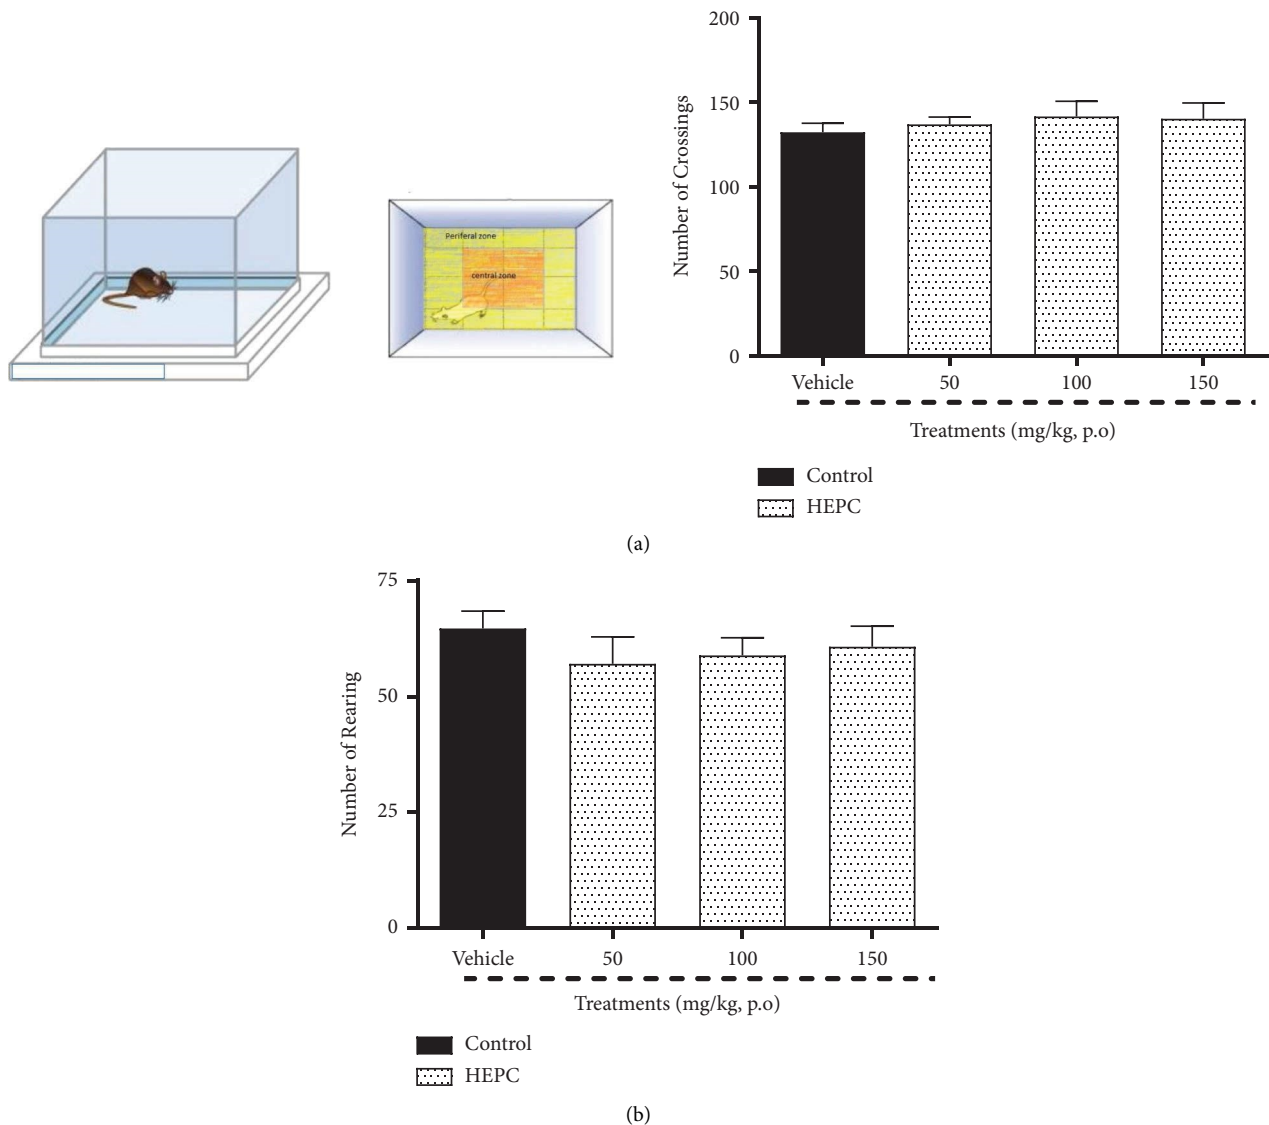 Periferal zone
central zone
Number of Crossings
200
150
100
50
0
Vehicle
50
100
150
Treatments (mg/kg, p.o)
Control
HEPC
(a)
Number of Rearing
75
50
25
0
Vehicle
50
100
150
Treatments (mg/kg, p.o)
Control
HEPC
(b)